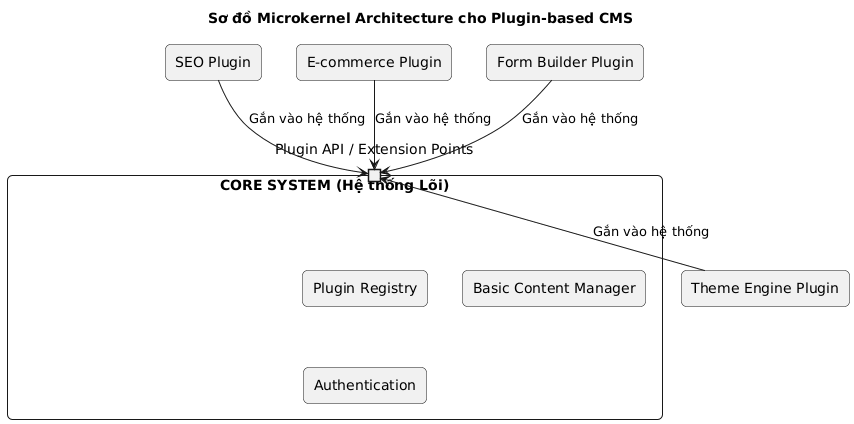 Sơ đồ Microkernel Architecture cho Plugin-based CMS
SEO Plugin
E-commerce Plugin
Form Builder Plugin
Gắn vào hệ thống
Gắn vào hệ thống
Gắn vào hệ thống
Plugin API / Extension Points
CORE SYSTEM (Hệ thống Lõi)
Gắn vào hệ thống
Plugin Registry
Basic Content Manager
Theme Engine Plugin
Authentication